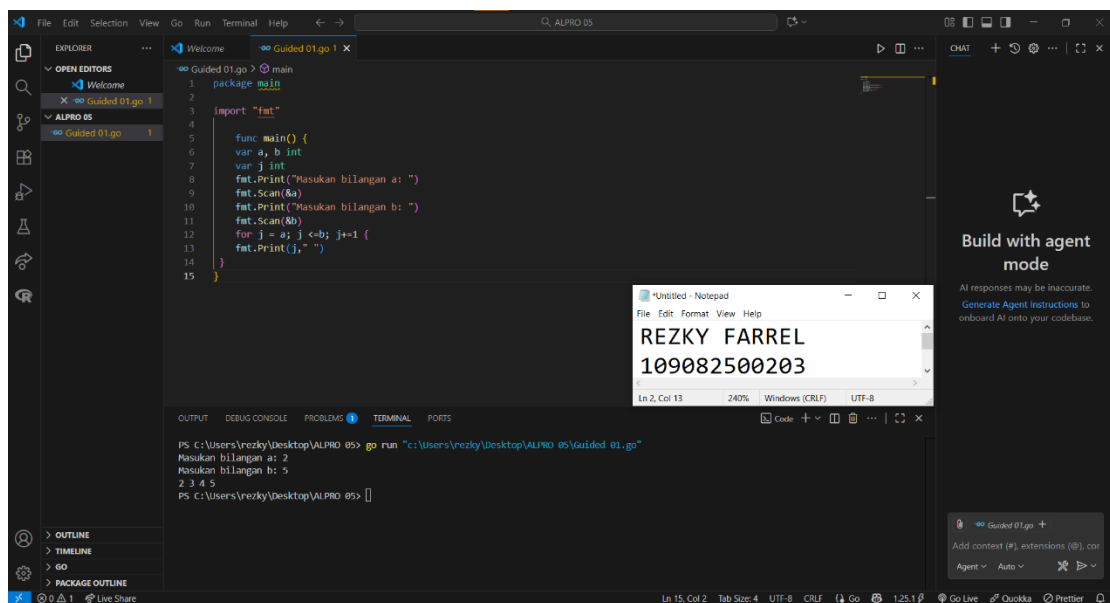 File Edit Selection View Go Run Terminal Help ALPRO 05
EXPLORER
OPEN EDITORS
Welcome
Guided 01.go 1
ALPRO 05
Guided 01.go 1
OUTLINE
TIMELINE
GO
PACKAGE OUTLINE
Welcome Guided 01.go 1
Guided 01.go > main
1 package main
2
3 import "fmt"
4
5 func main() {
6 var a, b int
7 var j int
8 fmt.Print("Masukan bilangan a: ")
9 fmt.Scan(&a)
10 fmt.Print("Masukan bilangan b: ")
11 fmt.Scan(&b)
12 for j = a; j <=b; j+=1 {
13 fmt.Print(j," ")
14 }
15 }
*Untitled - Notepad
File Edit Format View Help
REZKY FARREL
109082500203
Ln 2, Col 13 240% Windows (CRLF) UTF-8
OUTPUT DEBUG CONSOLE PROBLEMS 1 TERMINAL PORTS Code
PS C:\Users\rezky\Desktop\ALPRO 05> go run "c:\Users\rezky\Desktop\ALPRO 05\Guided 01.go"
Masukan bilangan a: 2
Masukan bilangan b: 5
2 3 4 5
PS C:\Users\rezky\Desktop\ALPRO 05>
CHAT
Build with agent
mode
AI responses may be inaccurate.
Generate Agent Instructions to
onboard AI onto your codebase.
Guided 01.go +
Add context (#), extensions (@), cor
Agent Auto
0 1 Live Share Ln 15, Col 2 Tab Size: 4 UTF-8 CRLF Go 1.25.1 Go Live Quokka Prettier